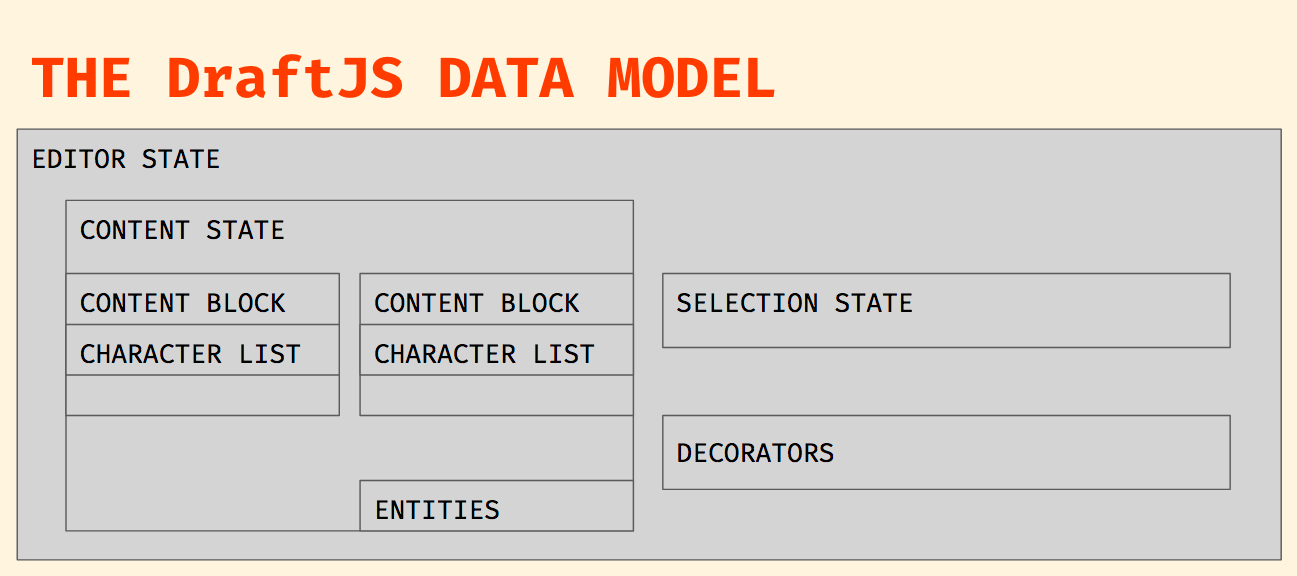 THE DraftJS DATA MODEL
EDITOR STATE
CONTENT STATE
CONTENT BLOCK
CHARACTER LIST
CONTENT BLOCK
CHARACTER LIST
ENTITIES
SELECTION STATE
DECORATORS